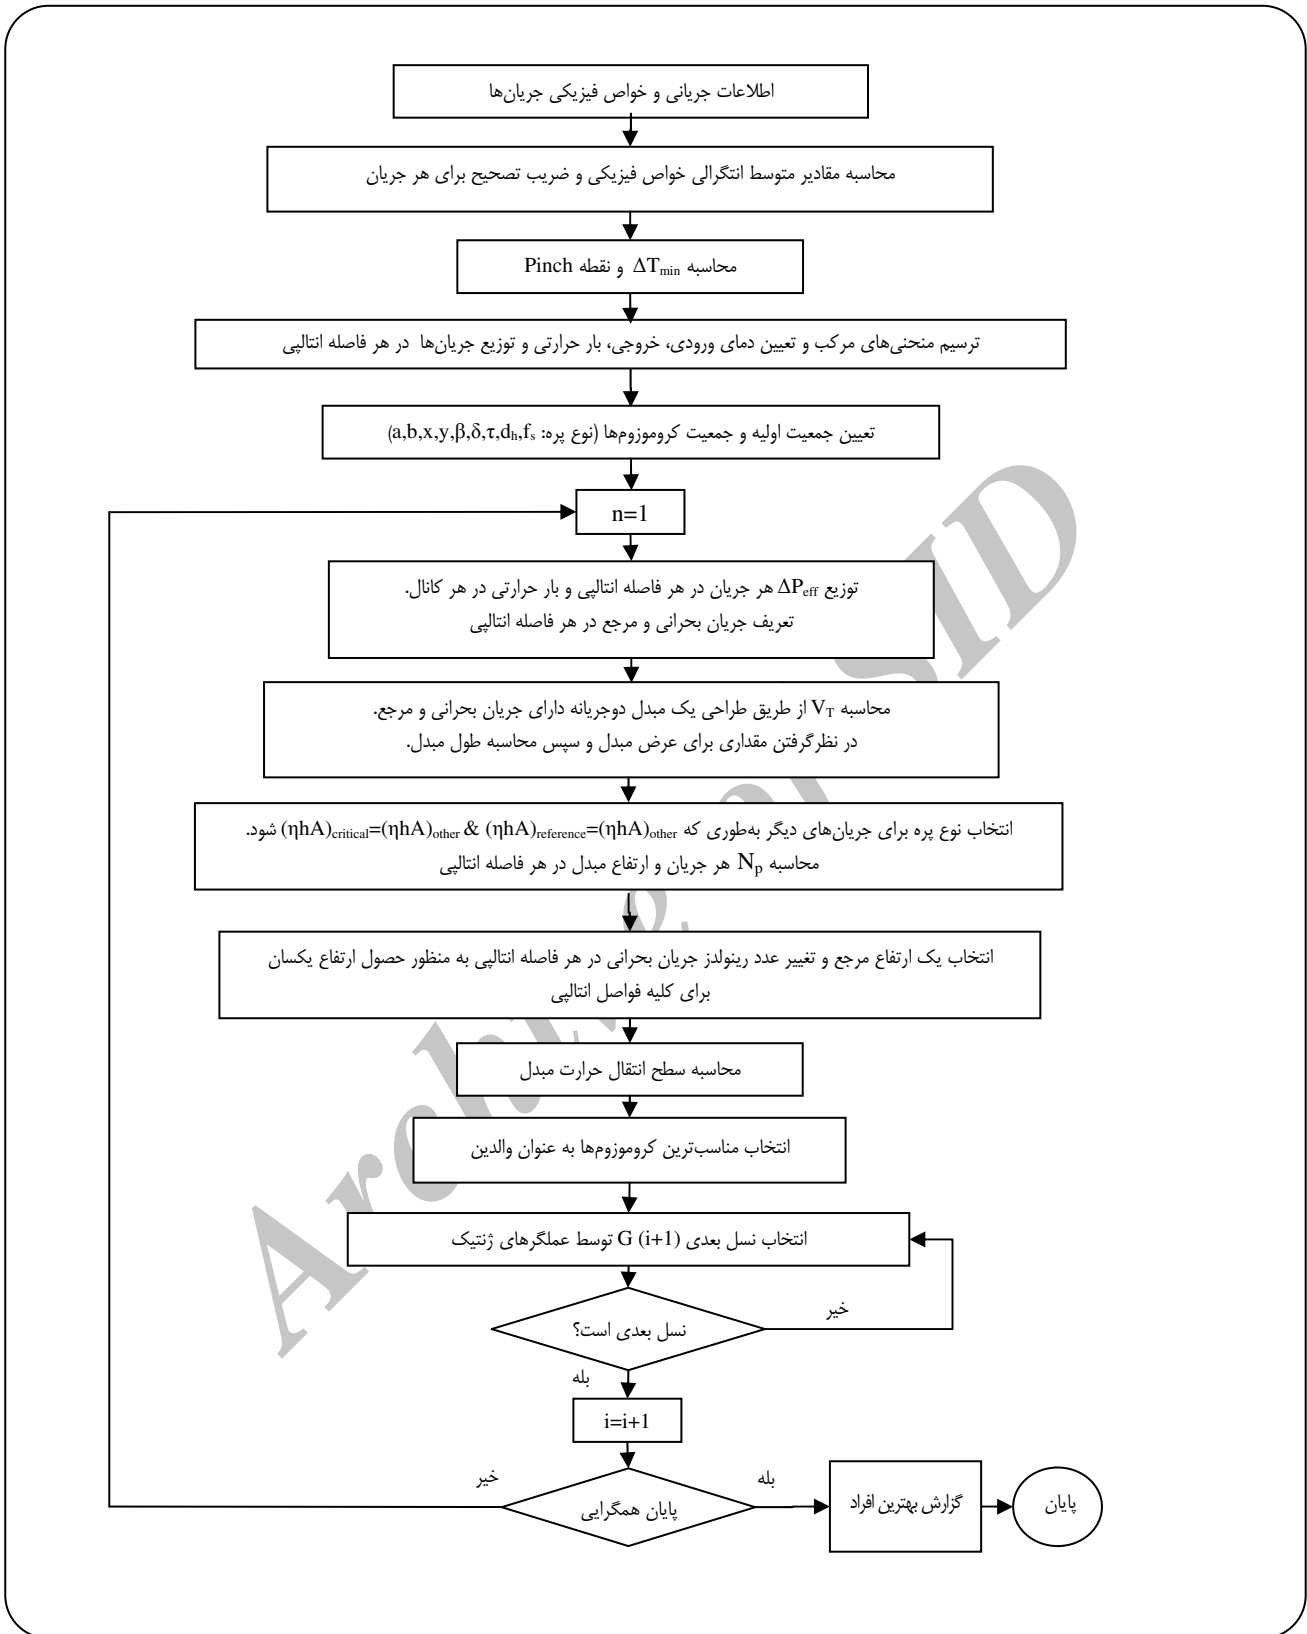 اطلاعات جریانی و خواص فیزیکی جریان‌ها
محاسبه مقادیر متوسط انتگرالی خواص فیزیکی و ضریب تصحیح برای هر جریان
محاسبه ΔTmin و نقطه Pinch
ترسیم منحنی‌های مرکب و تعیین دمای ورودی، خروجی، بار حرارتی و توزیع جریان‌ها در هر فاصله انتالپی
تعیین جمعیت اولیه و جمعیت کروموزوم‌ها (نوع پره: a,b,x,y,β,δ,τ,dh,fs)
n=1
توزیع ΔPeff هر جریان در هر فاصله انتالپی و بار حرارتی در هر کانال.
تعریف جریان بحرانی و مرجع در هر فاصله انتالپی
محاسبه VT از طریق طراحی یک مبدل دوجریانه دارای جریان بحرانی و مرجع.
در نظرگرفتن مقداری برای عرض مبدل و سپس محاسبه طول مبدل.
انتخاب نوع پره برای جریان‌های دیگر به‌طوری که (ηhA)critical=(ηhA)other & (ηhA)reference=(ηhA)other شود.
محاسبه Np هر جریان و ارتفاع مبدل در هر فاصله انتالپی
انتخاب یک ارتفاع مرجع و تغییر عدد رینولدز جریان بحرانی در هر فاصله انتالپی به منظور حصول ارتفاع یکسان
برای کلیه فواصل انتالپی
محاسبه سطح انتقال حرارت مبدل
انتخاب مناسب‌ترین کروموزوم‌ها به عنوان والدین
انتخاب نسل بعدی G (i+1) توسط عملگرهای ژنتیک
خیر
نسل بعدی است؟
بله
i=i+1
خیر
پایان همگرایی
بله
گزارش بهترین افراد
پایان
Archive of SID